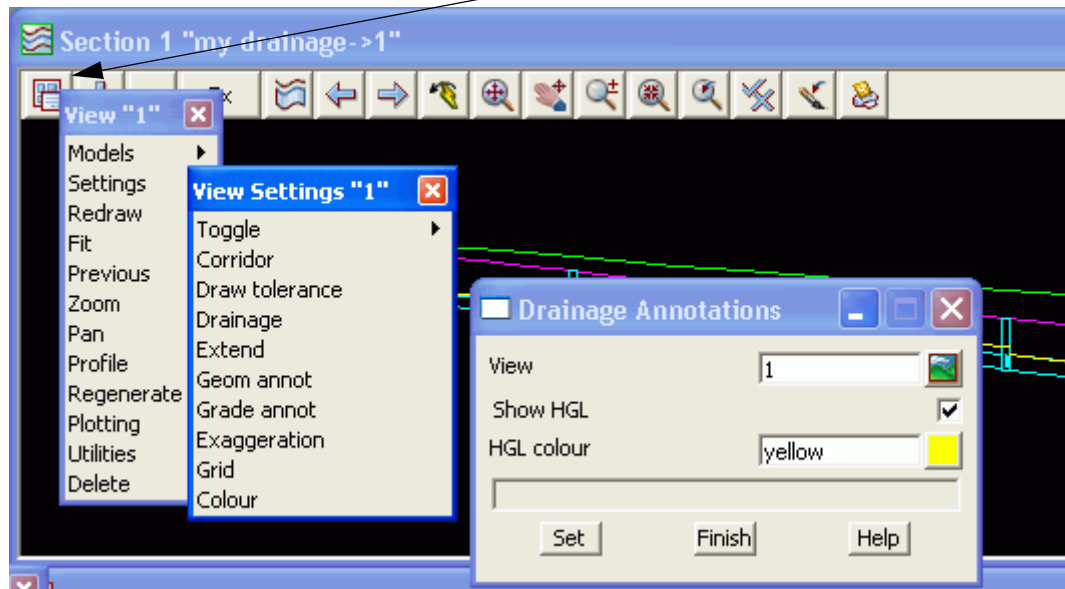 Section 1 "my drainage->1"
View "1"
Models
Settings
Redraw
Fit
Previous
Zoom
Pan
Profile
Regenerate
Plotting
Utilities
Delete
View Settings "1"
Toggle
Corridor
Draw tolerance
Drainage
Extend
Geom annot
Grade annot
Exaggeration
Grid
Colour
Drainage Annotations
View 1
Show HGL
HGL colour yellow
Set Finish Help